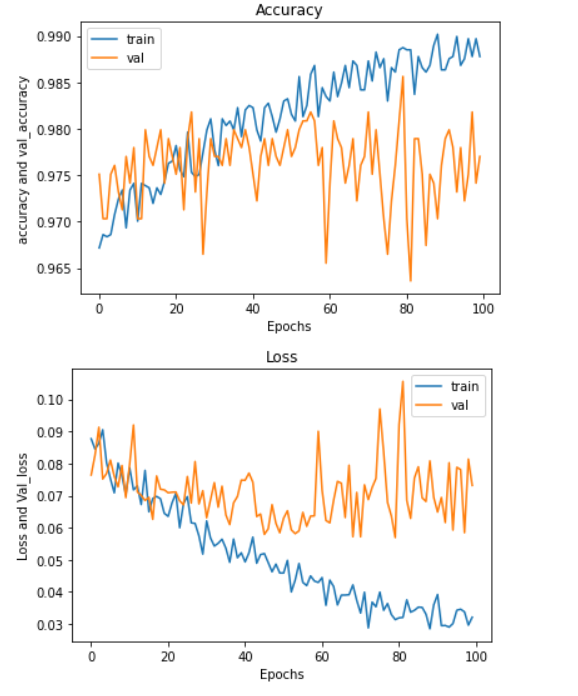 Accuracy
train
val
0.990
0.985
0.980
0.975
0.970
0.965
accuracy and val_accuracy
0 20 40 60 80 100
Epochs
Loss
train
val
0.10
0.09
0.08
0.07
0.06
0.05
0.04
0.03
Loss and Val_loss
0 20 40 60 80 100
Epochs